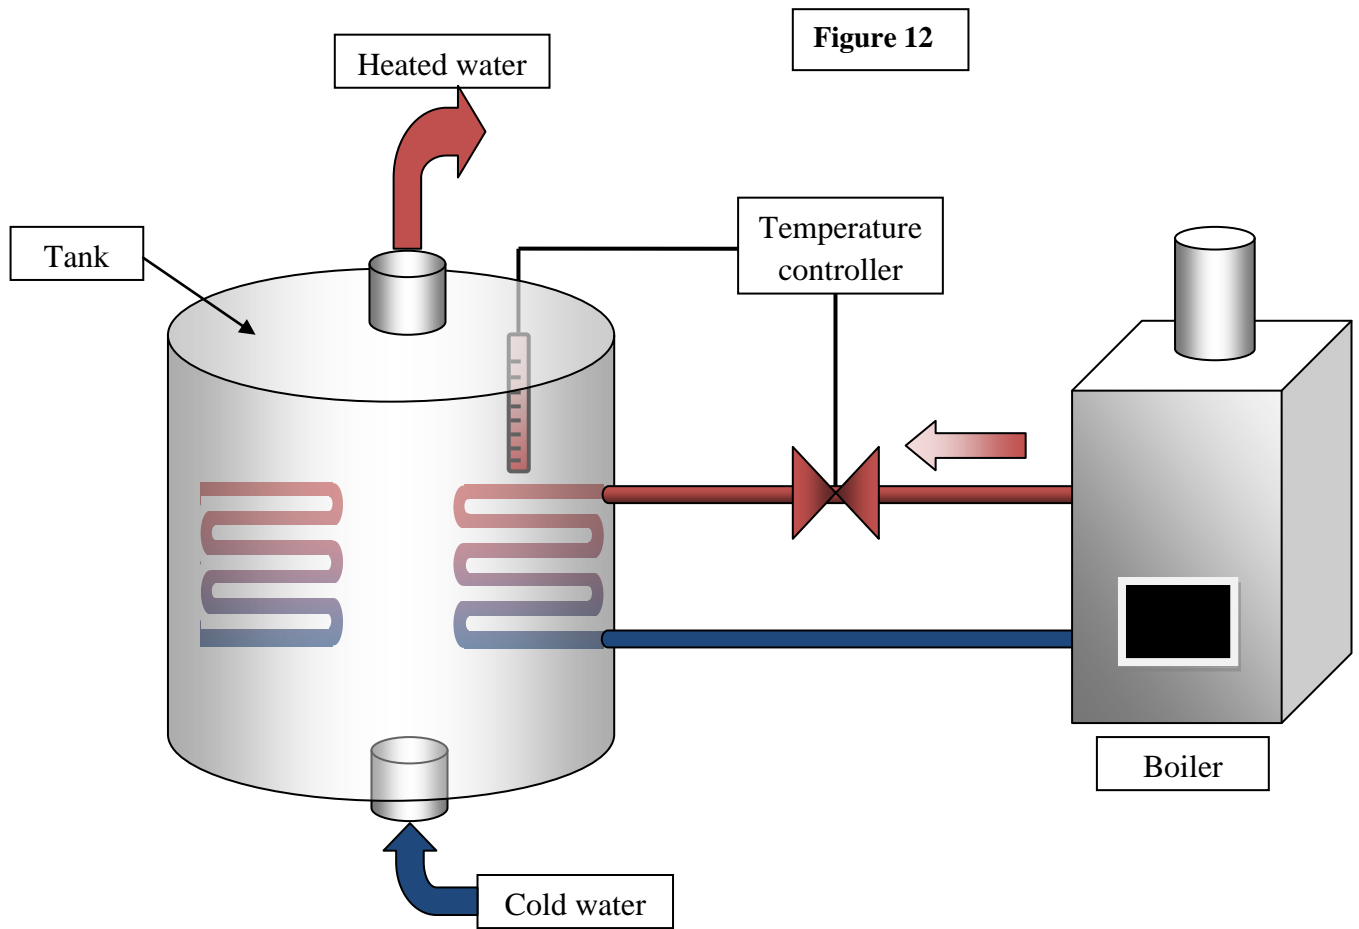 Figure 12
Heated water
Tank
Temperature
controller
Boiler
Cold water